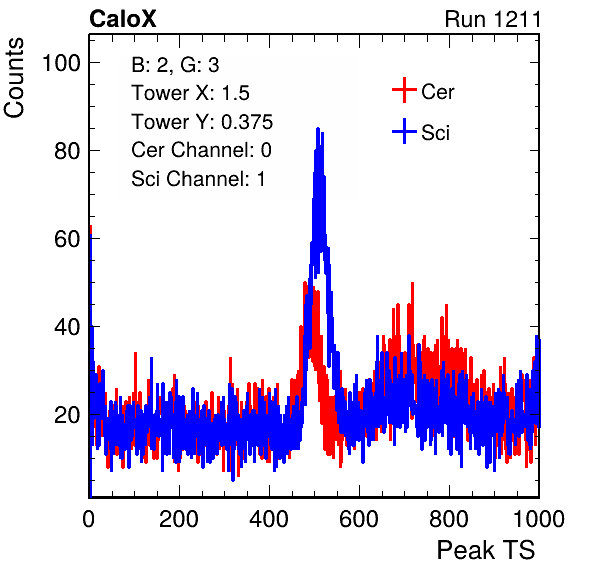 CaloX Run 1211
Counts
B: 2, G: 3
Tower X: 1.5
Tower Y: 0.375
Cer Channel: 0
Sci Channel: 1
Cer
Sci
100
80
60
40
20
0 200 400 600 800 1000
Peak TS